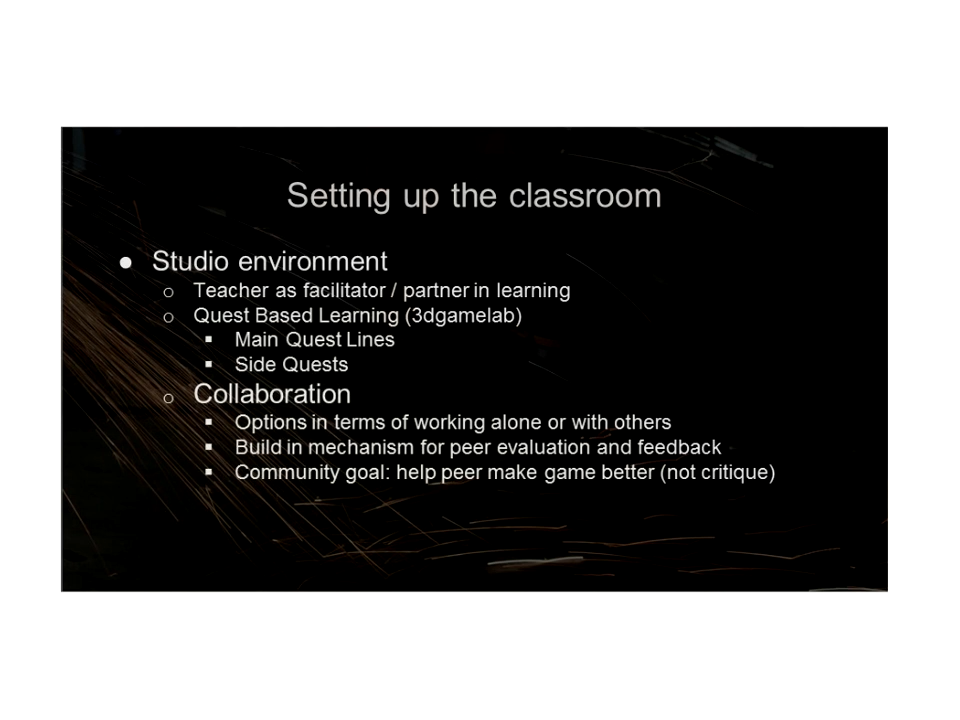 Setting up the classroom
● Studio environment
○ Teacher as facilitator / partner in learning
○ Quest Based Learning (3dgamelab)
▪ Main Quest Lines
▪ Side Quests
○ Collaboration
▪ Options in terms of working alone or with others
▪ Build in mechanism for peer evaluation and feedback
▪ Community goal: help peer make game better (not critique)